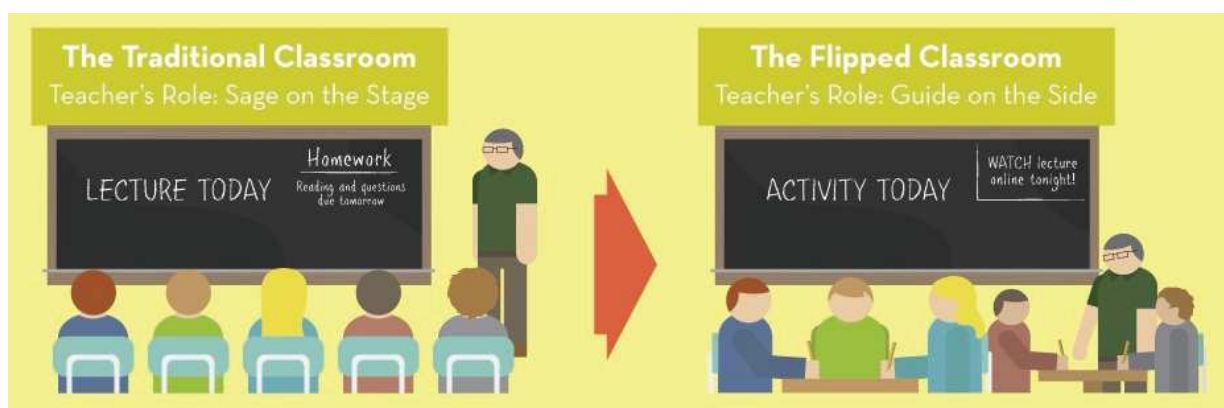 The Traditional Classroom
Teacher's Role: Sage on the Stage
LECTURE TODAY
Homework
Reading and questions
due tomorrow
The Flipped Classroom
Teacher's Role: Guide on the Side
ACTIVITY TODAY
WATCH lecture
online tonight!